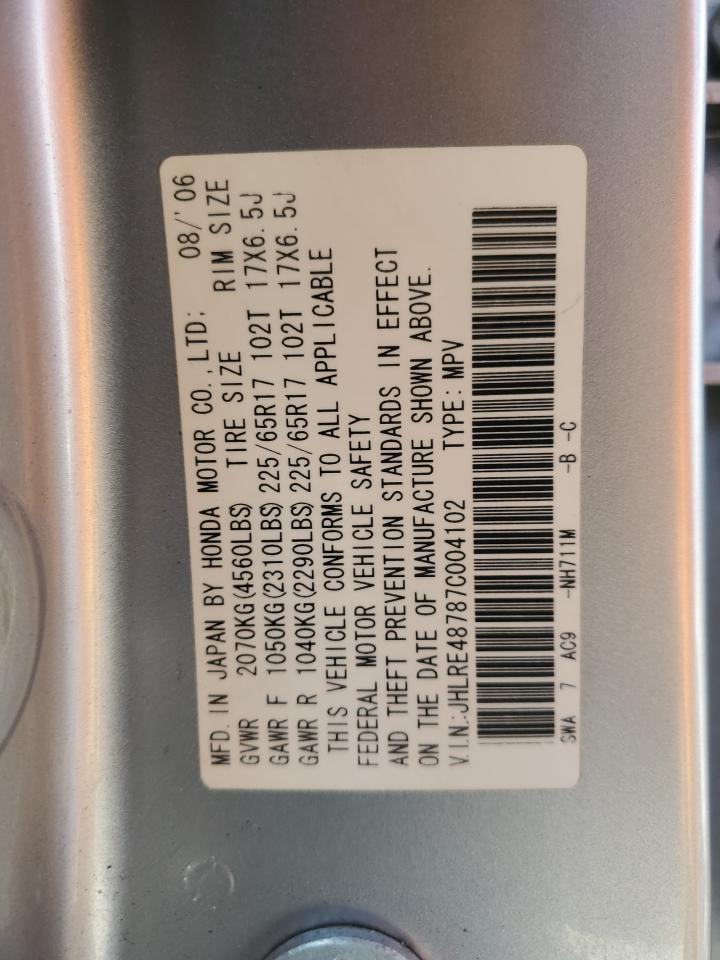 MFD. IN JAPAN BY HONDA MOTOR CO.,LTD; 08/'06
GVWR 2070KG(4560LBS) TIRE SIZE RIM SIZE
GAWR F 1050KG(2310LBS) 225/65R17 102T 17X6.5J
GAWR R 1040KG(2290LBS) 225/65R17 102T 17X6.5J
THIS VEHICLE CONFORMS TO ALL APPLICABLE
FEDERAL MOTOR VEHICLE SAFETY
AND THEFT PREVENTION STANDARDS IN EFFECT
ON THE DATE OF MANUFACTURE SHOWN ABOVE.
V.I.N.:JHLRE48787C004102 TYPE: MPV
SWA 7 AC9 -NH711M -B -C